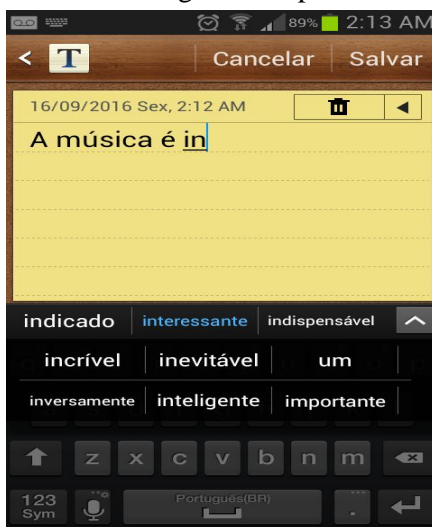 89% 2:13 AM
< T Cancelar Salvar
16/09/2016 Sex, 2:12 AM
A música é in
indicado interessante indispensável
incrível inevitável um
inversamente inteligente importante
z x c v b n m
123 Português(BR) .
Sym